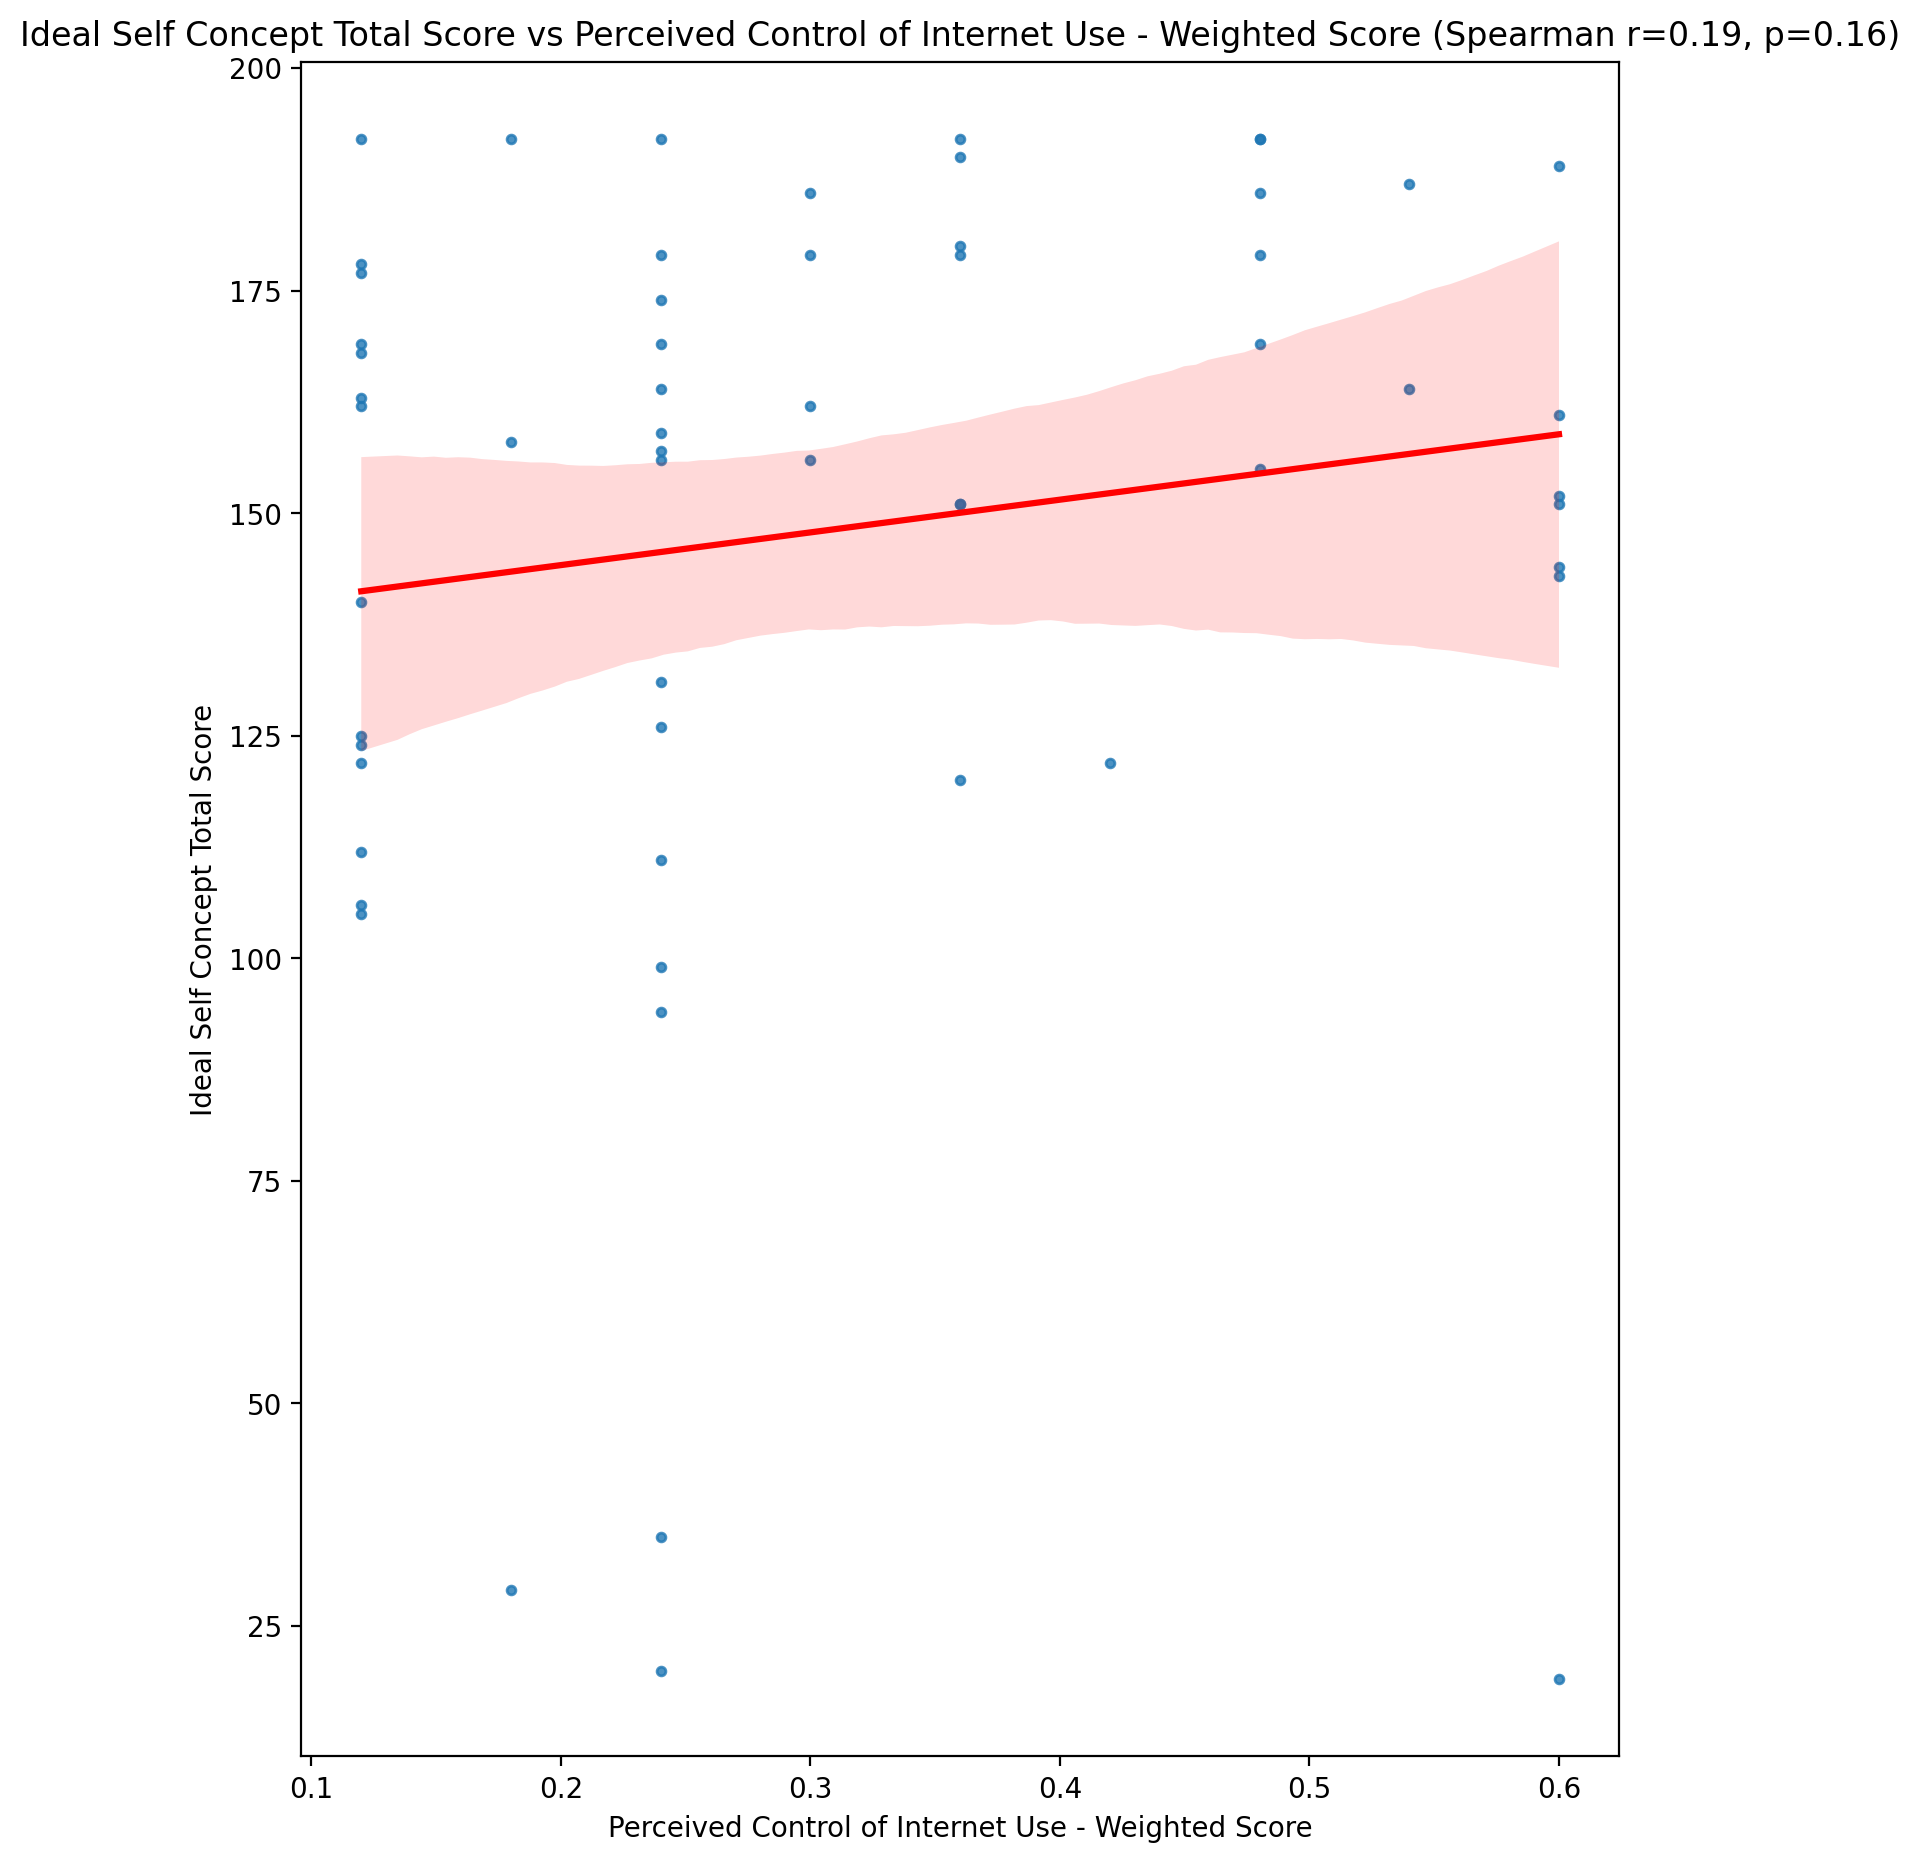 Ideal Self Concept Total Score vs Perceived Control of Internet Use - Weighted Score (Spearman r=0.19, p=0.16)
200
175
150
125
100
75
50
25
Ideal Self Concept Total Score
0.1 0.2 0.3 0.4 0.5 0.6
Perceived Control of Internet Use - Weighted Score